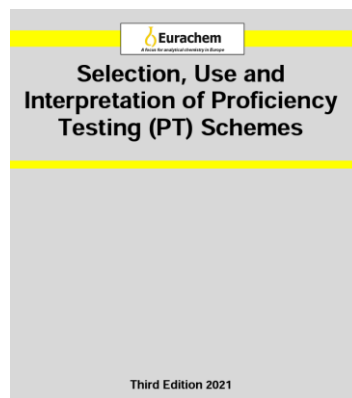 Eurachem
A focus for analytical chemistry in Europe
Selection, Use and
Interpretation of Proficiency
Testing (PT) Schemes
Third Edition 2021